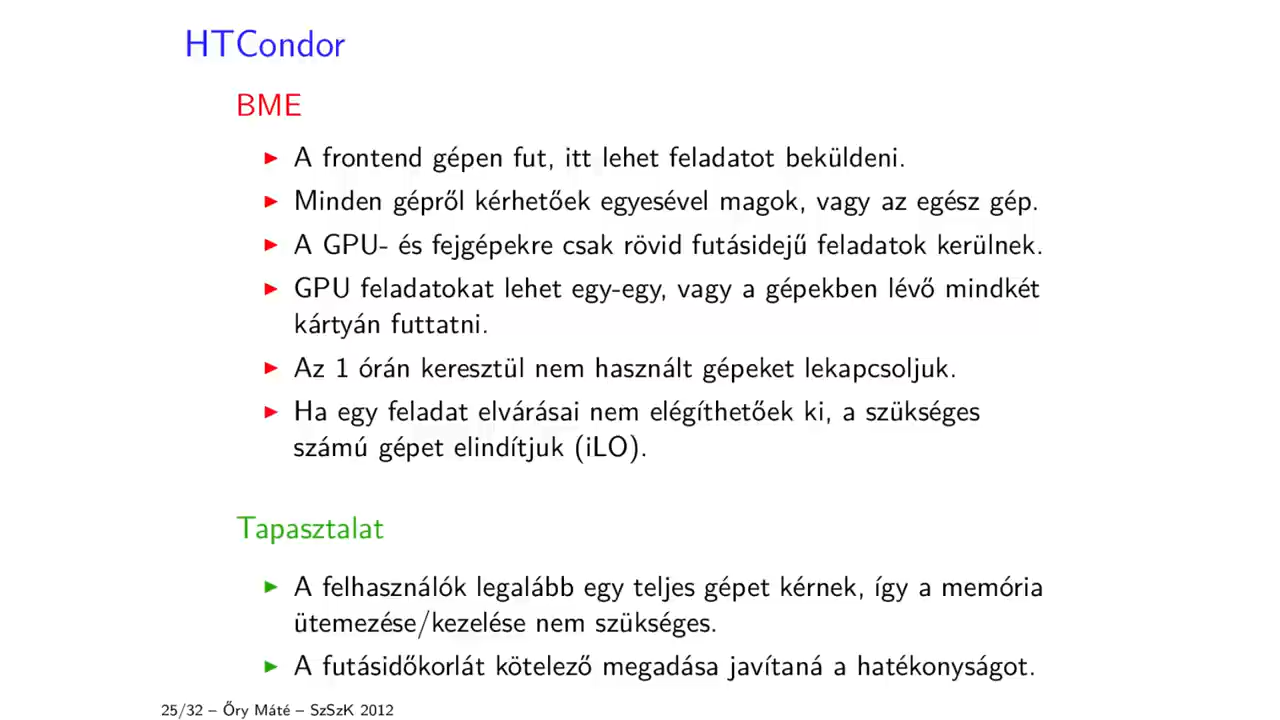 HTCondor
BME
A frontend gépen fut, itt lehet feladatot beküldeni.
Minden gépről kérhetőek egyesével magok, vagy az egész gép.
A GPU- és fejgépekre csak rövid futásidejű feladatok kerülnek.
GPU feladatokat lehet egy-egy, vagy a gépekben lévő mindkét
kártyán futtatni.
Az 1 órán keresztül nem használt gépeket lekapcsoljuk.
Ha egy feladat elvárásai nem elégíthetőek ki, a szükséges
számú gépet elindítjuk (iLO).
Tapasztalat
A felhasználók legalább egy teljes gépet kérnek, így a memória
ütemezése/kezelése nem szükséges.
A futásidőkorlát kötelező megadása javítaná a hatékonyságot.
25/32 – Őry Máté – SzSzK 2012